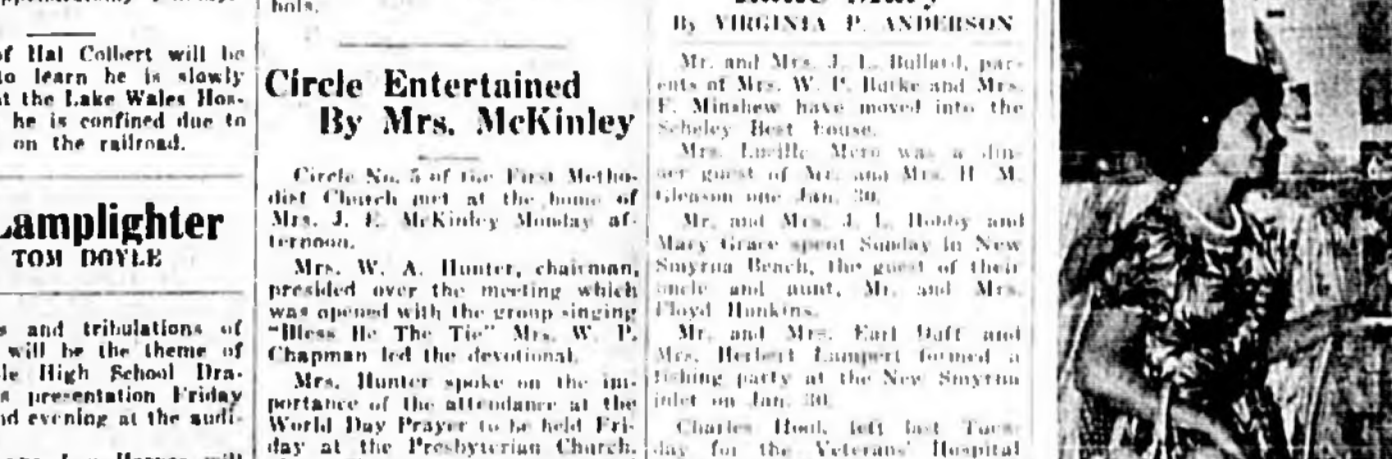 of Hal Colbert will be
to learn he is slowly
at the Lake Wales Hos-
he is confined due to
on the railroad.
Lamplighter
TOM DOYLE
s and tribulations of
will be the theme of
le High School Dra-
s presentation Friday
nd evening at the audi-
hols.
Circle Entertained
By Mrs. McKinley
Circle No. 5 of the First Metho-
dist Church met at the home of
Mrs. J. E. McKinley Monday af-
ternoon.
Mrs. W. A. Hunter, chairman,
presided over the meeting which
was opened with the group singing
"Bless Be The Tie" Mrs. W. P.
Chapman led the devotional.
Mrs. Hunter spoke on the im-
portance of the attendance at the
World Day Prayer to be held Fri-
day at the Presbyterian Church.
By VIRGINIA P. ANDERSON
Mr. and Mrs. J. L. Bullard, par-
ents of Mrs. W. P. Burke and Mrs.
F. Minshew have moved into the
Scheley Best house.
Mrs. Lucille Mero was a din-
ner guest of Mr. and Mrs. H. M.
Gleason Jan. 30.
Mr. and Mrs. J. L. Hobby and
Mary Grace spent Sunday in New
Smyrna Beach, the guest of their
uncle and aunt, Mr. and Mrs.
Floyd Hunkins.
Mr. and Mrs. Earl Daft and
Mrs. Herbert Lampert formed a
fishing party at the New Smyrna
inlet on Jan. 30.
Charles left last Tues-
day for the Veterans' Hospital